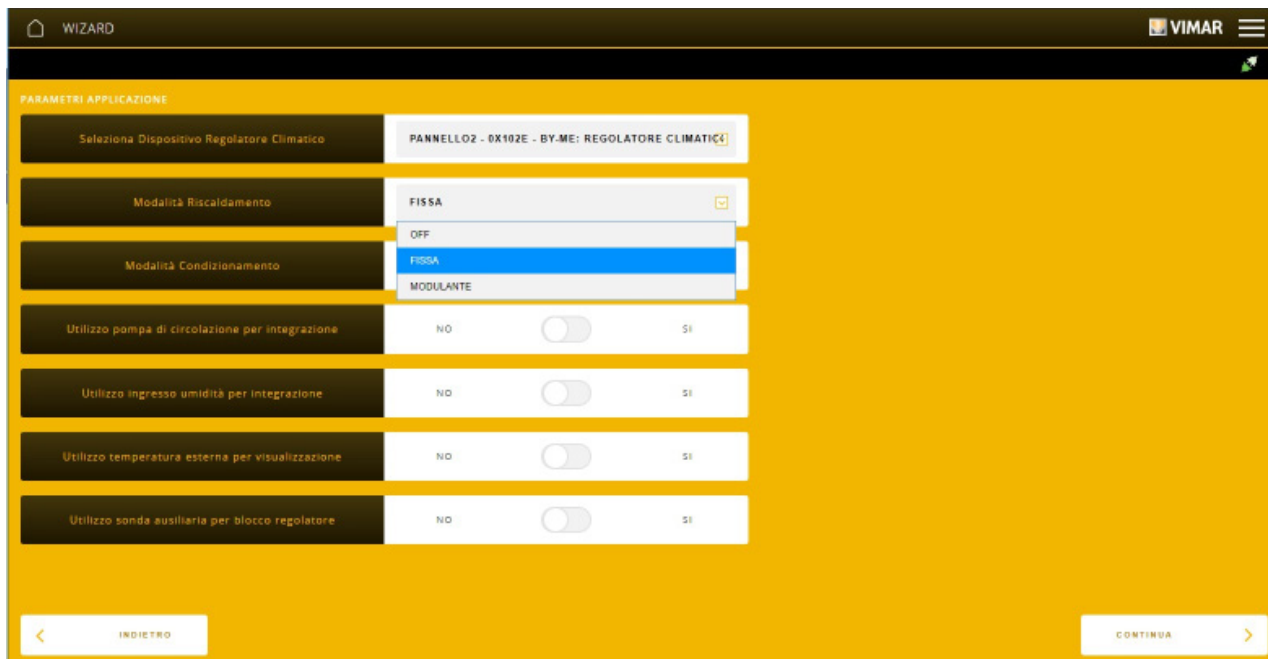 WIZARD
VIMAR
PARAMETRI APPLICAZIONE
Seleziona Dispositivo Regolatore Climatico
PANNELLO2 - 0X102E - BY-ME: REGOLATORE CLIMATIC
Modalità Riscaldamento
FISSA
OFF
FISSA
MODULANTE
Modalità Condizionamento
Utilizzo pompa di circolazione per integrazione
NO SI
Utilizzo ingresso umidità per integrazione
NO SI
Utilizzo temperatura esterna per visualizzazione
NO SI
Utilizzo sonda ausiliaria per blocco regolatore
NO SI
INDIETRO
CONTINUA